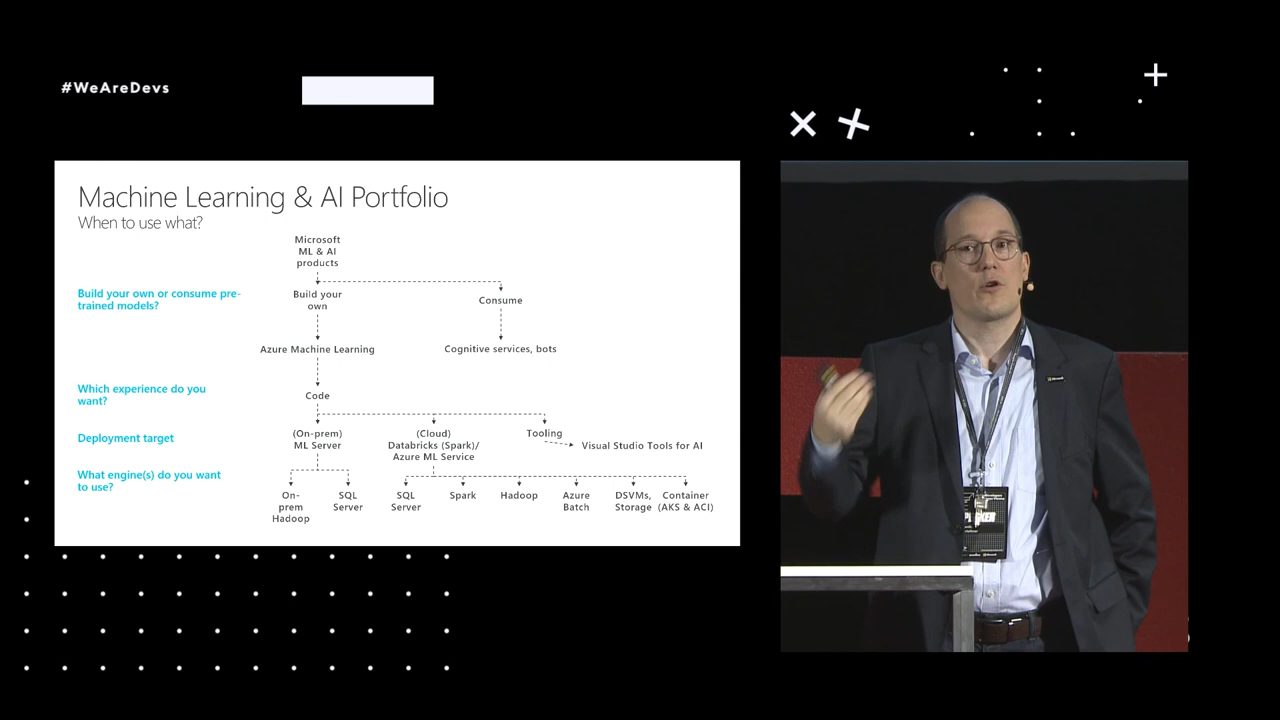 #WeAreDevs
Machine Learning & AI Portfolio
When to use what?
Microsoft
ML & AI
products
Build your own or consume pre-
trained models?
Build your
own
Consume
Azure Machine Learning
Cognitive services, bots
Which experience do you
want?
Code
Deployment target
(On-prem)
ML Server
(Cloud)
Databricks (Spark)/
Azure ML Service
Tooling
Visual Studio Tools for AI
What engine(s) do you want
to use?
On-
prem
Hadoop
SQL
Server
SQL
Server
Spark
Hadoop
Azure
Batch
DSVMs,
Storage
Container
(AKS & ACI)